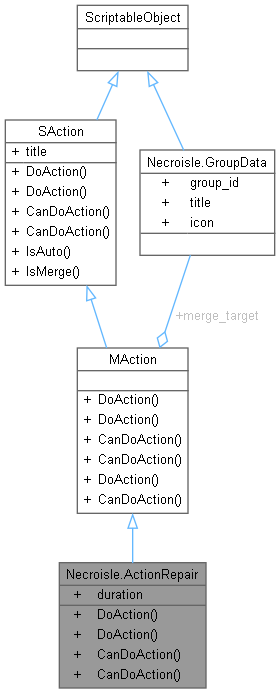 ScriptableObject
SAction
+ title
+ DoAction()
+ DoAction()
+ CanDoAction()
+ CanDoAction()
+ IsAuto()
+ IsMerge()
Necroisle.GroupData
+ group_id
+ title
+ icon
+merge_target
MAction
+ DoAction()
+ DoAction()
+ CanDoAction()
+ CanDoAction()
+ DoAction()
+ CanDoAction()
Necroisle.ActionRepair
+ duration
+ DoAction()
+ DoAction()
+ CanDoAction()
+ CanDoAction()